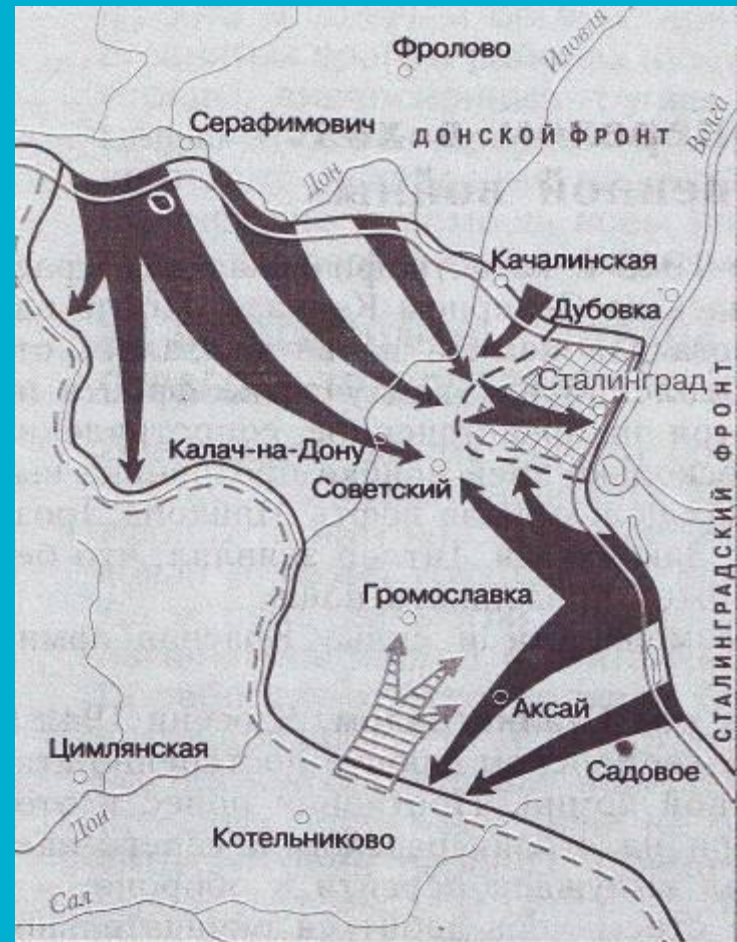 Фролово
Иловля
Волга
Серафимович
ДОНСКОЙ ФРОНТ
Дон
Качалинская
Дубовка
Сталинград
Калач-на-Дону
Советский
СТАЛИНГРАДСКИЙ ФРОНТ
Громославка
Аксай
Цимлянская
Садовое
Дон
Котельниково
Сал